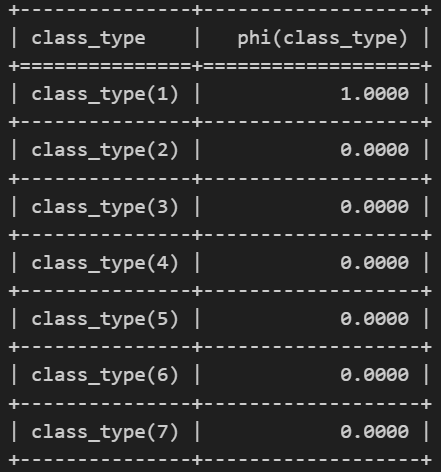 +---------------+-------------------+
| class_type    |   phi(class_type) |
+===============+===================+
| class_type(1) |            1.0000 |
+---------------+-------------------+
| class_type(2) |            0.0000 |
+---------------+-------------------+
| class_type(3) |            0.0000 |
+---------------+-------------------+
| class_type(4) |            0.0000 |
+---------------+-------------------+
| class_type(5) |            0.0000 |
+---------------+-------------------+
| class_type(6) |            0.0000 |
+---------------+-------------------+
| class_type(7) |            0.0000 |
+---------------+-------------------+